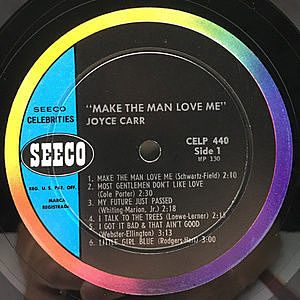 "MAKE THE MAN LOVE ME"
JOYCE CARR
SEECO
CELEBRITIES
CELP 440
Side 1
MP 130
SEECO
REG. U. S. PAT. OFF.
MARCA
REGISTRADA
1. MAKE THE MAN LOVE ME (Schwartz-Field) 2:10
2. MOST GENTLEMEN DON'T LIKE LOVE
(Cole Porter) 2:30
3. MY FUTURE JUST PASSED
(Whiting-Marion, Jr.) 2:18
4. I TALK TO THE TREES (Loewe-Lerner) 2:
5. I GOT IT BAD & THAT AIN'T GOOD
(Webster-Ellington) 3:13
6. LITTLE GIRL BLUE (Rodgers-Hart) 3:00